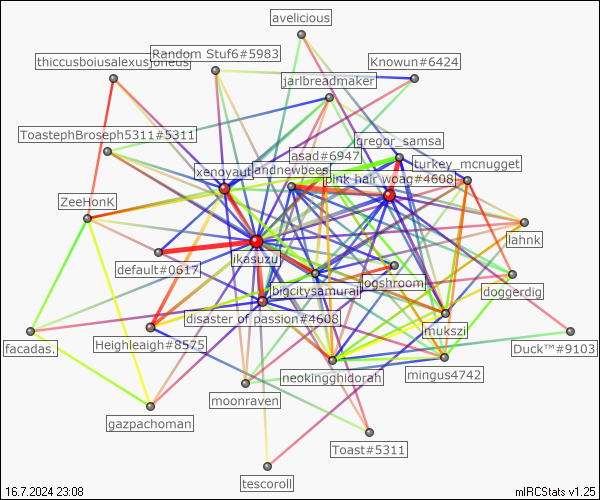 avelicious
Random Stuf6#5983
thiccusboiusalexusjoneus
Knowun#6424
jarlbreadmaker
ToastephBroseph5311#5311
gregor_samsa
asad#6947
turkey_mcnugget
xenoyaut
andnewbees
pink hair woag#4608
ZeeHonK
lahnk
ikasuzu
default#0617
ogshroom
doggerdig
bigcitysamurai
disaster of passion#4608
mukszi
facadas.
Heighleaigh#8575
Duck™#9103
neokingghidorah
mingus4742
moonraven
gazpachoman
Toast#5311
tescoroll
16.7.2024 23:08
mIRCStats v1.25